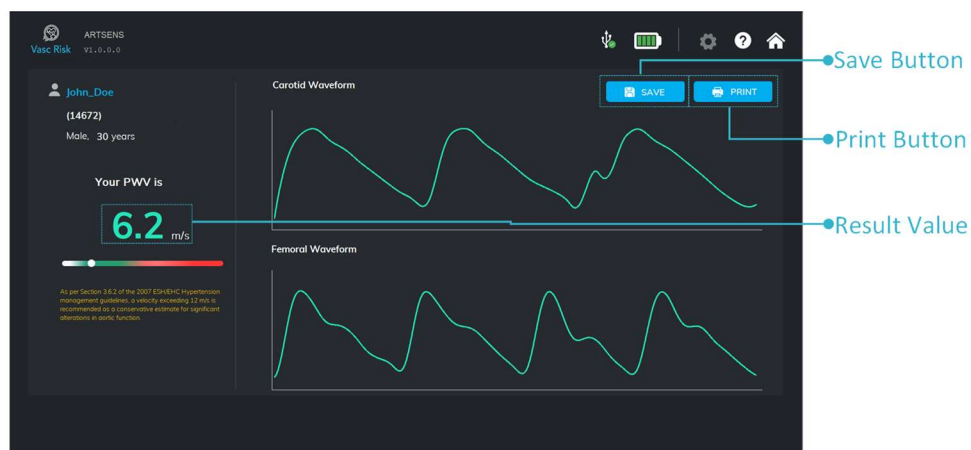 ARTSENS
Vasc Risk V1.0.0.0
Save Button
John_Doe
Carotid Waveform
SAVE
PRINT
(14672)
Male, 30 years
Print Button
Your PWV is
6.2 m/s
Result Value
Femoral Waveform
As per Section 3.6.2 of the 2007 ESH/EHC Hypertension
management guidelines, a velocity exceeding 12 m/s is
recommended as a conservative estimate for significant
alterations in aortic function.